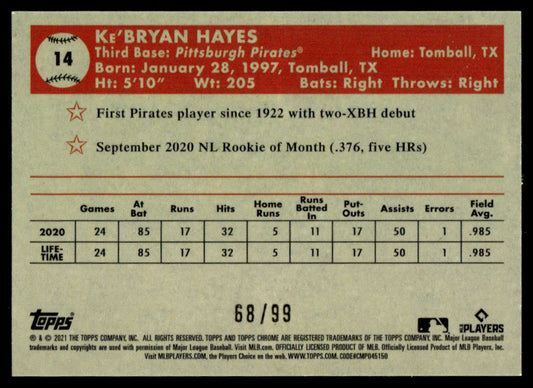 14
KE'BRYAN HAYES
Third Base: Pittsburgh Pirates® Home: Tomball, TX
Born: January 28, 1997, Tomball, TX
Ht: 5'10" Wt: 205 Bats: Right Throws: Right
First Pirates player since 1922 with two-XBH debut
September 2020 NL Rookie of Month (.376, five HRs)
Games At Bat Runs Hits Home Runs Runs Batted In Put-Outs Assists Errors Field Avg.
2020 24 85 17 32 5 11 17 50 1 .985
LIFE-TIME 24 85 17 32 5 11 17 50 1 .985
68/99
Topps
PLAYERS
® & © 2021 THE TOPPS COMPANY, INC. ALL RIGHTS RESERVED. TOPPS AND TOPPS CHROME ARE REGISTERED TRADEMARKS OF THE TOPPS COMPANY, INC. Major League Baseball
trademarks and copyrights are used with permission of Major League Baseball. Visit MLB.com. OFFICIALLY LICENSED PRODUCT OF MLB. Officially Licensed Product of MLB Players, Inc.
Visit MLBPLAYERS.com, the Players Choice on the web. WWW.TOPPS.COM. CODE#CMP045150